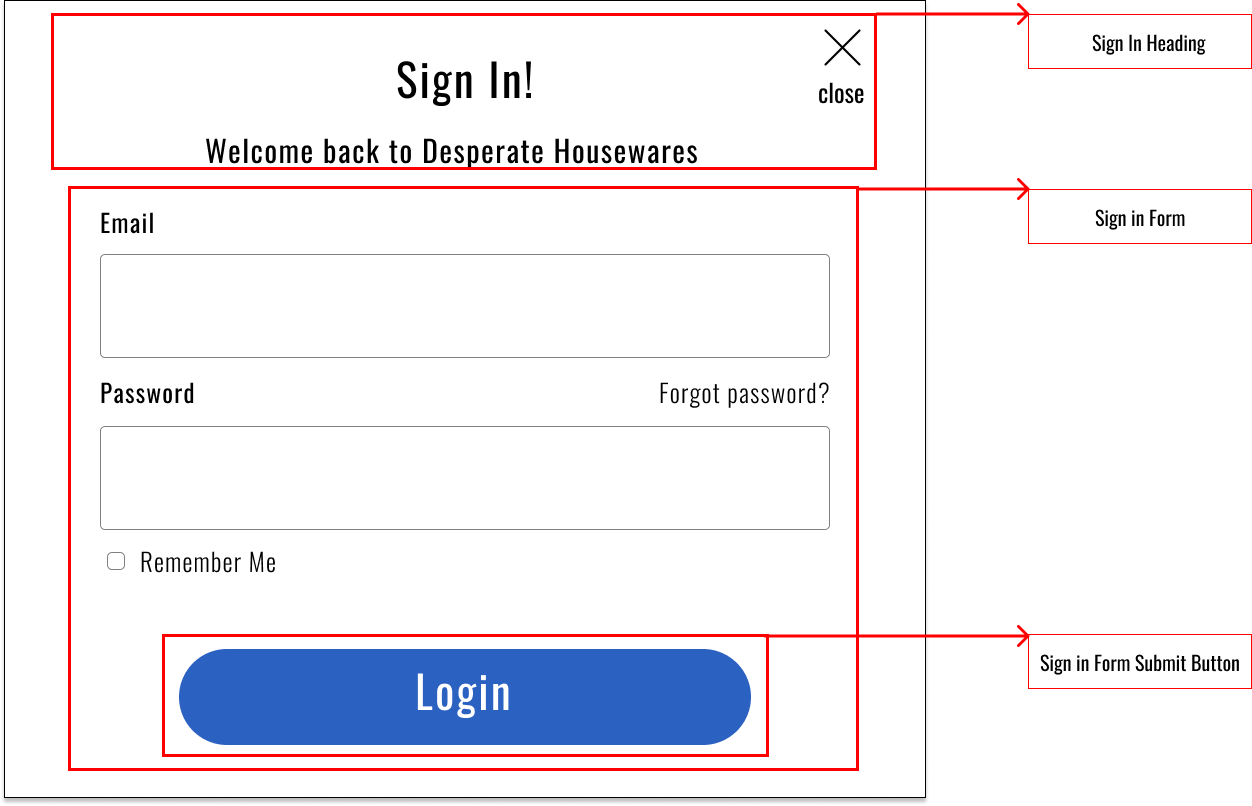 Sign In!
close
Welcome back to Desperate Housewares
Sign In Heading
Email
Sign in Form
Password
Forgot password?
Remember Me
Login
Sign in Form Submit Button